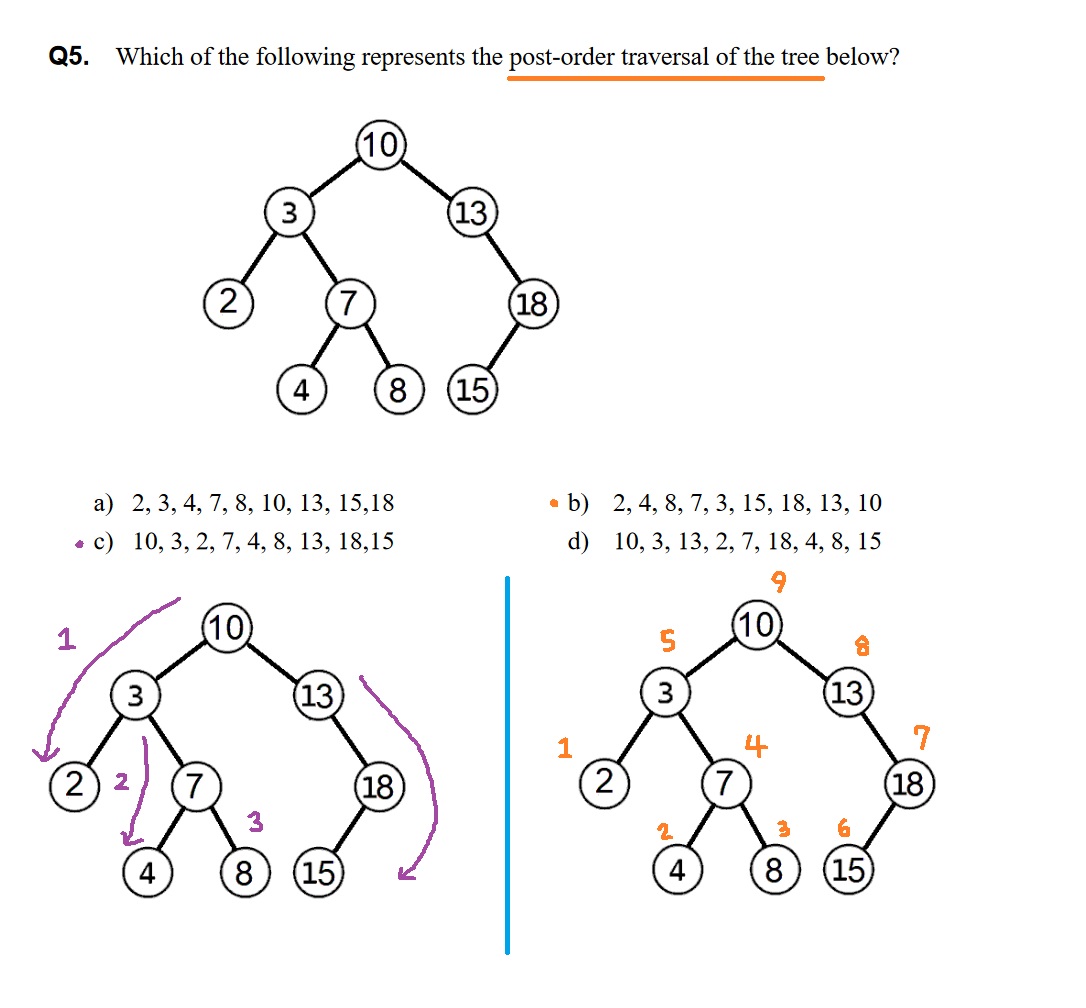 Q5. Which of the following represents the post-order traversal of the tree below?
10
3 13
2 7 18
4 8 15
a) 2, 3, 4, 7, 8, 10, 13, 15,18
b) 2, 4, 8, 7, 3, 15, 18, 13, 10
c) 10, 3, 2, 7, 4, 8, 13, 18,15
d) 10, 3, 13, 2, 7, 18, 4, 8, 15
1
10
3 13
2 2 7 18
3
4 8 15
9
10
5 8
3 13
1 4 7
2 7 18
2 3 6
4 8 15